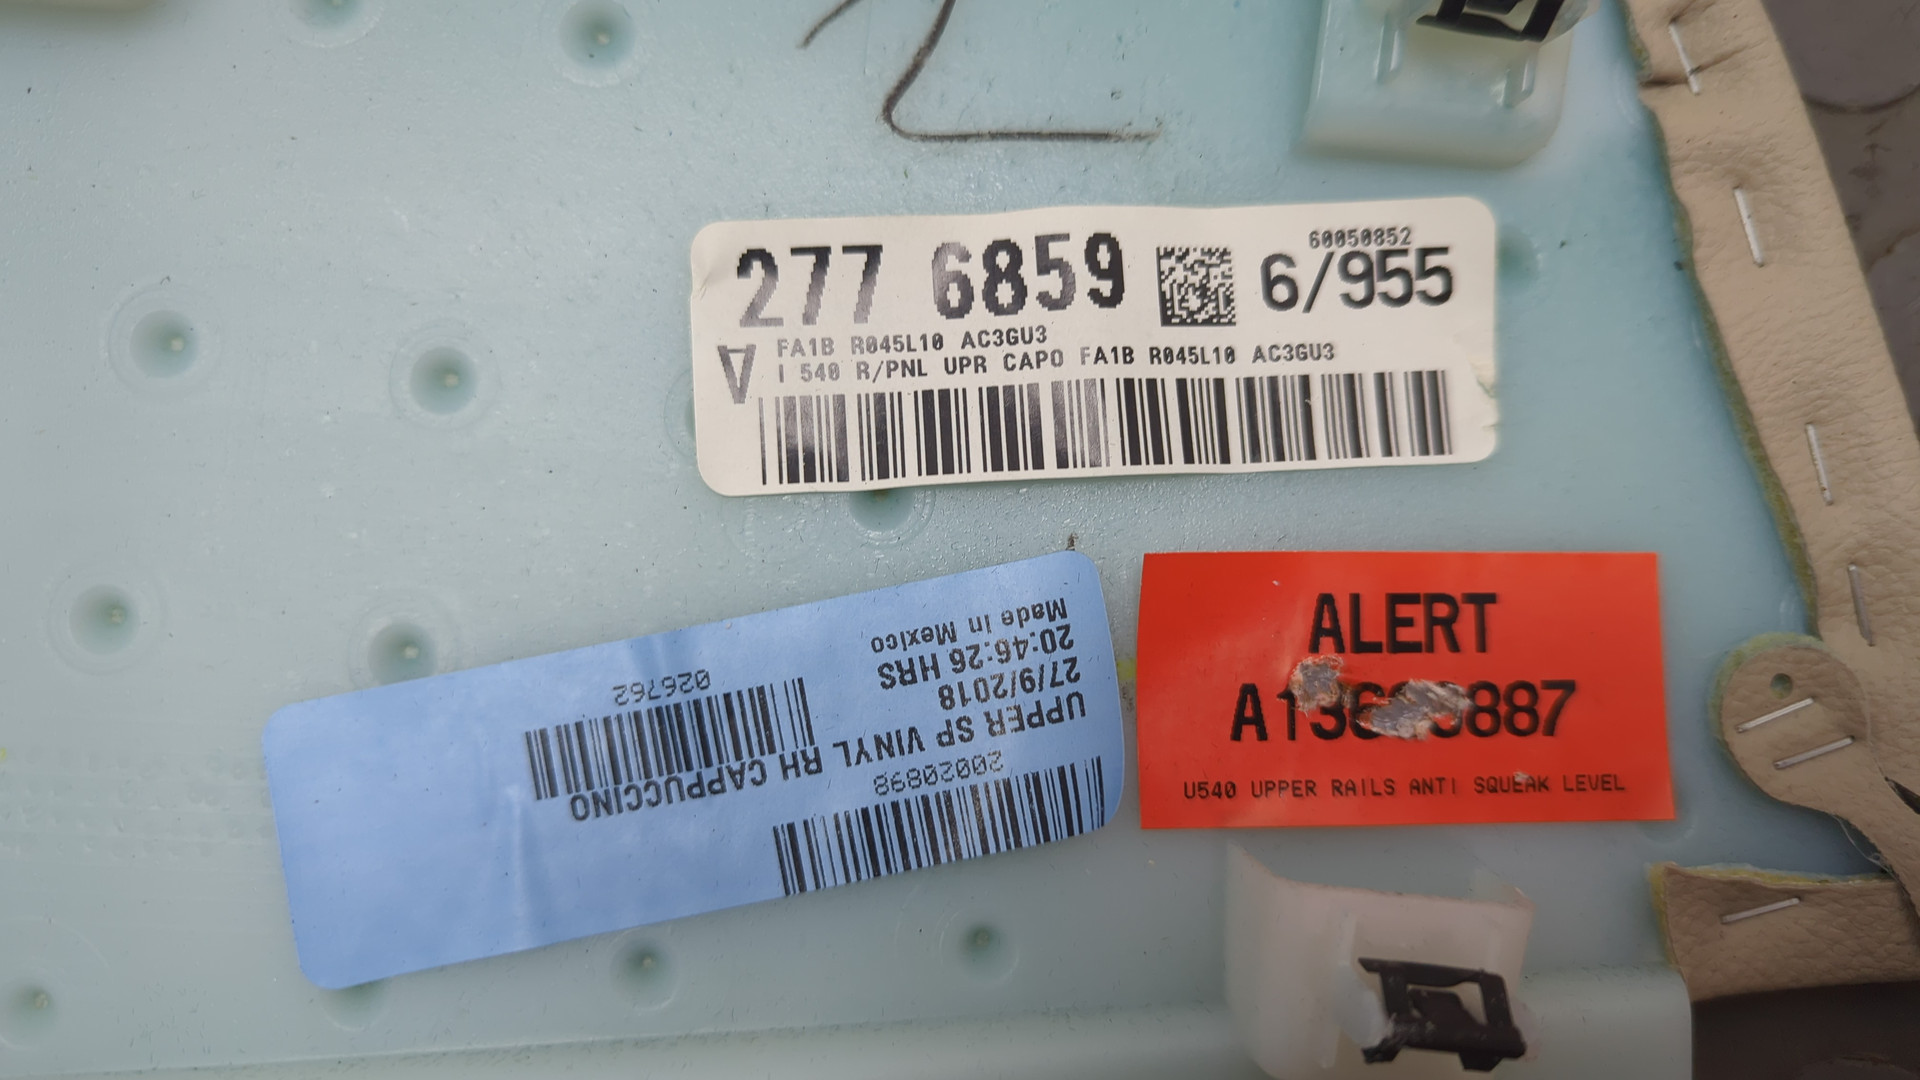 2
277 6859
60050852
6/955
A
FA1B R045L10 AC3GU3
I 540 R/PNL UPR CAPO FA1B R045L10 AC3GU3
20020898
UPPER SP VINYL RH CAPPUCCINO
27/9/2018
20:46:26 HRS
Made in Mexico
026762
ALERT
U540 UPPER RAILS ANTI SQUEAK LEVEL